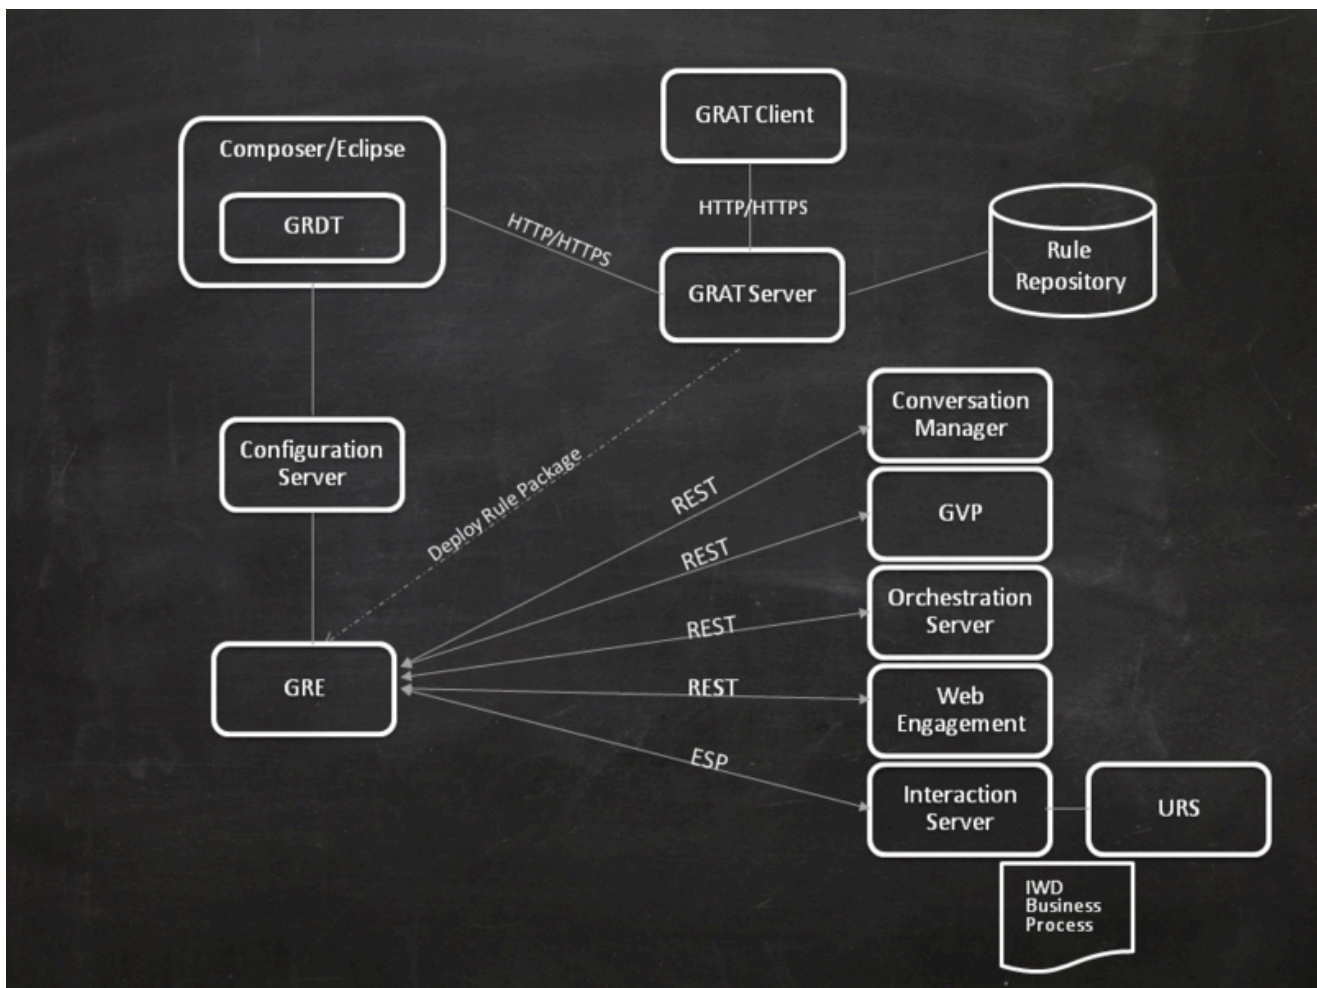 GRAT Client
Composer/Eclipse
GRDT
HTTP/HTTPS
HTTP/HTTPS
GRAT Server
Rule
Repository
Conversation
Manager
Configuration
Server
Deploy Rule Package
REST
GVP
REST
Orchestration
Server
REST
GRE
REST
Web
Engagement
ESP
Interaction
Server
URS
IWD
Business
Process